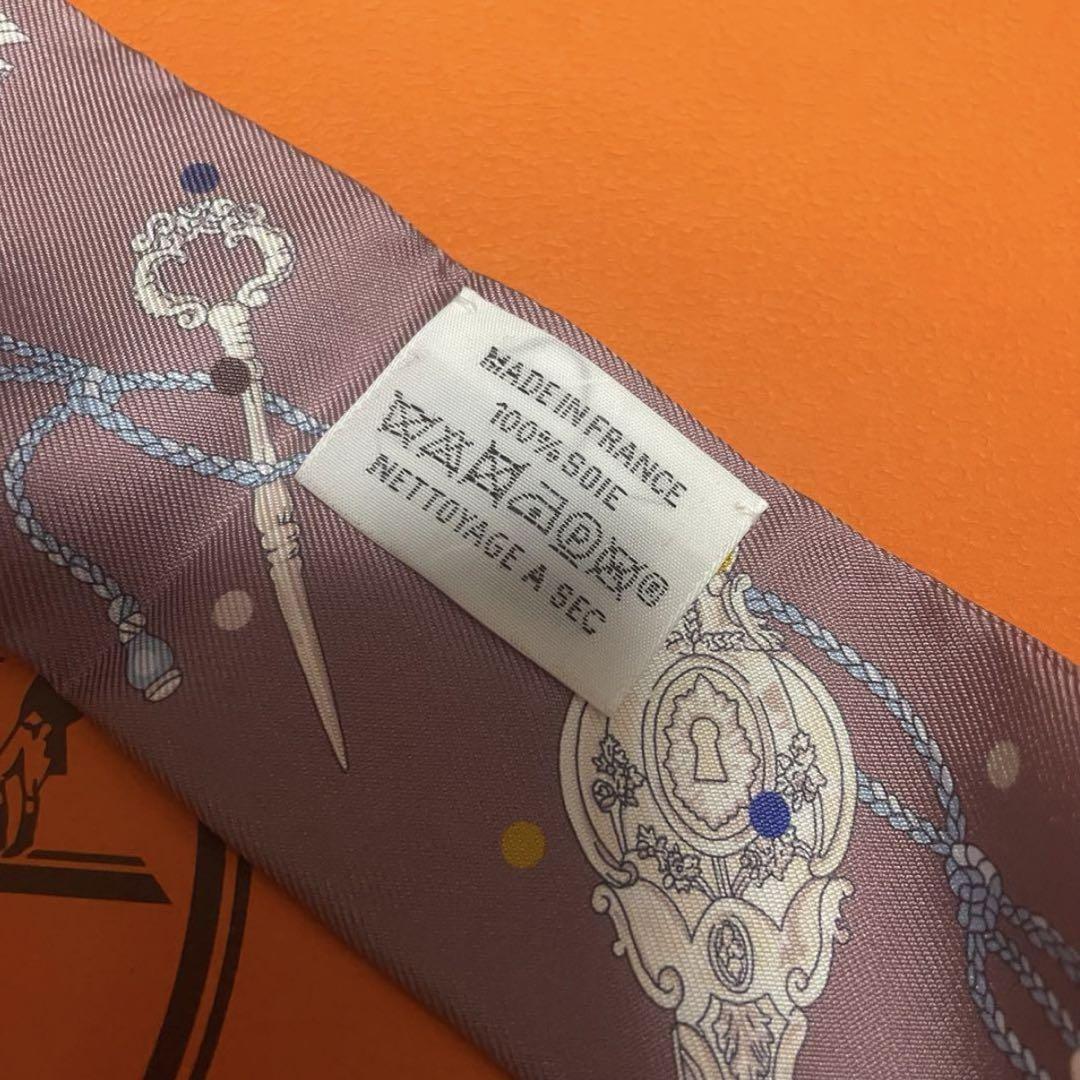 MADE IN FRANCE
100% SOIE
P ®
NETTOYAGE A SEC